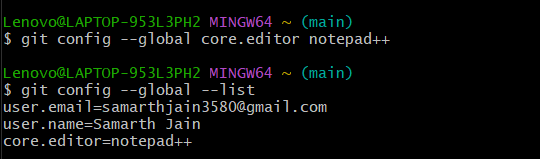 Lenovo@LAPTOP-953L3PH2 MINGW64 ~ (main)
$ git config --global core.editor notepad++
Lenovo@LAPTOP-953L3PH2 MINGW64 ~ (main)
$ git config --global --list
user.email=samarthjain3580@gmail.com
user.name=Samarth Jain
core.editor=notepad++